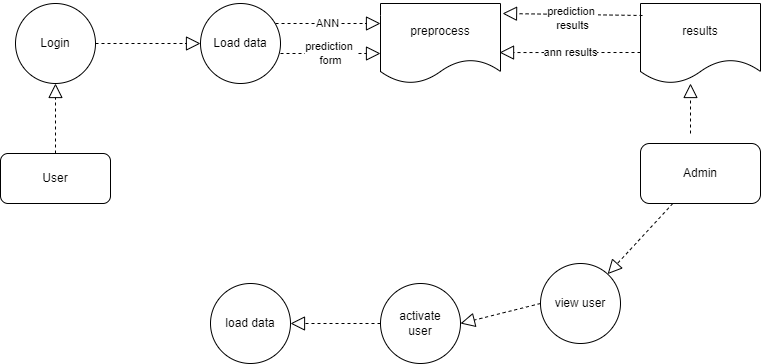 Login
Load data
ANN
prediction
form
preprocess
prediction
results
ann results
results
User
Admin
view user
activate
user
load data